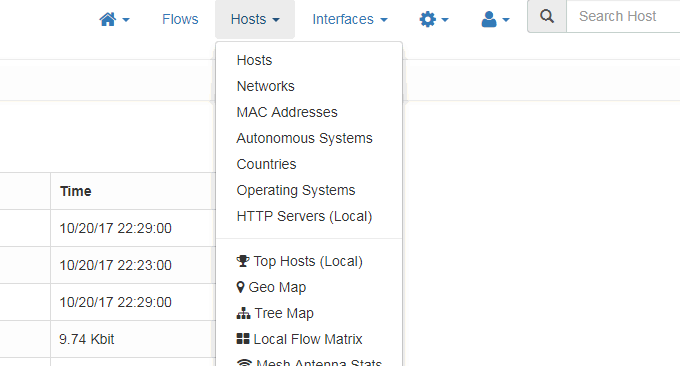 Flows Hosts Interfaces Search Host
Hosts
Networks
MAC Addresses
Autonomous Systems
Countries
Operating Systems
HTTP Servers (Local)
Time
10/20/17 22:29:00
10/20/17 22:23:00
10/20/17 22:29:00
9.74 Kbit
Top Hosts (Local)
Geo Map
Tree Map
Local Flow Matrix
Mesh Antenna Stats